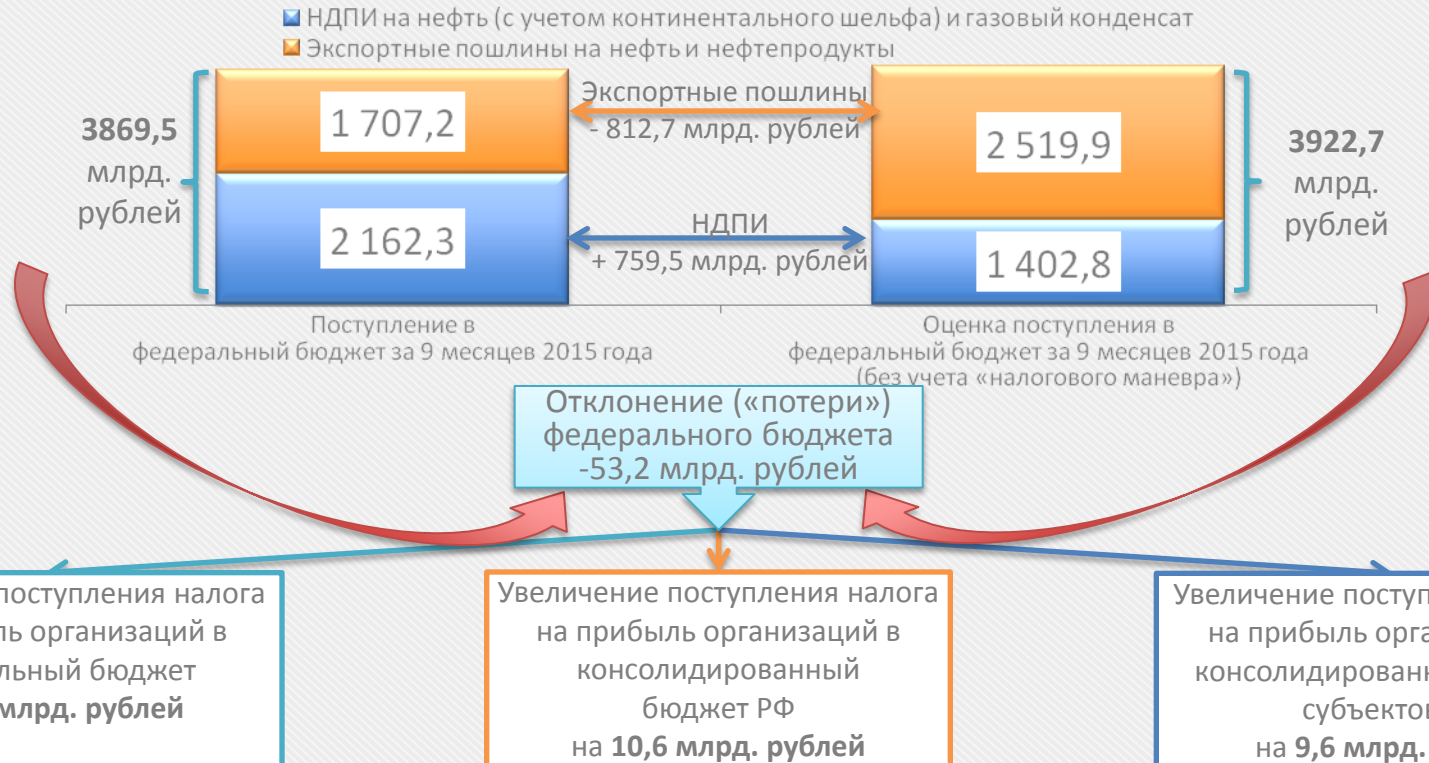 НДПИ на нефть (с учетом континентального шельфа) и газовый конденсат
Экспортные пошлины на нефть и нефтепродукты
3869,5
млрд.
рублей
1 707,2
2 162,3
Экспортные пошлины
- 812,7 млрд. рублей
НДПИ
+ 759,5 млрд. рублей
2 519,9
1 402,8
3922,7
млрд.
рублей
Поступление в
федеральный бюджет за 9 месяцев 2015 года
Оценка поступления в
федеральный бюджет за 9 месяцев 2015 года
(без учета «налогового маневра»)
Отклонение («потери»)
федерального бюджета
-53,2 млрд. рублей
поступления налога
ль организаций в
льный бюджет
млрд. рублей
Увеличение поступления налога
на прибыль организаций в
консолидированный
бюджет РФ
на 10,6 млрд. рублей
Увеличение поступ
на прибыль орга
консолидирован
субъекто
на 9,6 млрд.